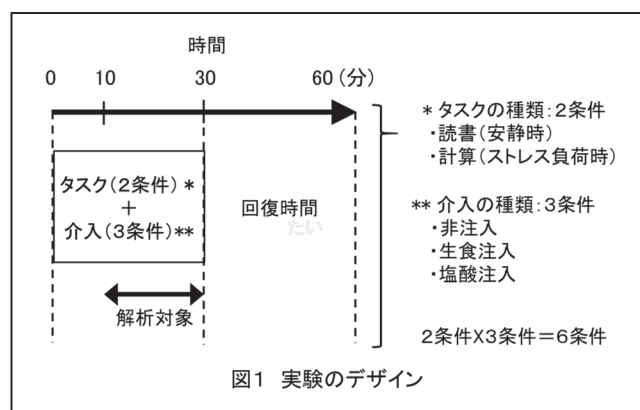 時間
0 10 30 60(分)
タスク(2条件)*
+
介入(3条件)**
回復時間
たい
解析対象
* タスクの種類:2条件
・読書(安静時)
・計算(ストレス負荷時)
** 介入の種類:3条件
・非注入
・生食注入
・塩酸注入
2条件X3条件=6条件
図1 実験のデザイン